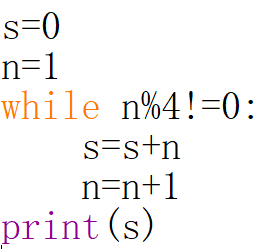 s=0
n=1
while n%4!=0:
    s=s+n
    n=n+1
print(s)